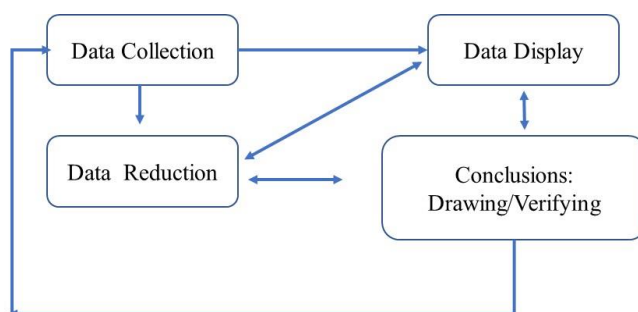 Data Collection
Data Display
Data Reduction
Conclusions:
Drawing/Verifying